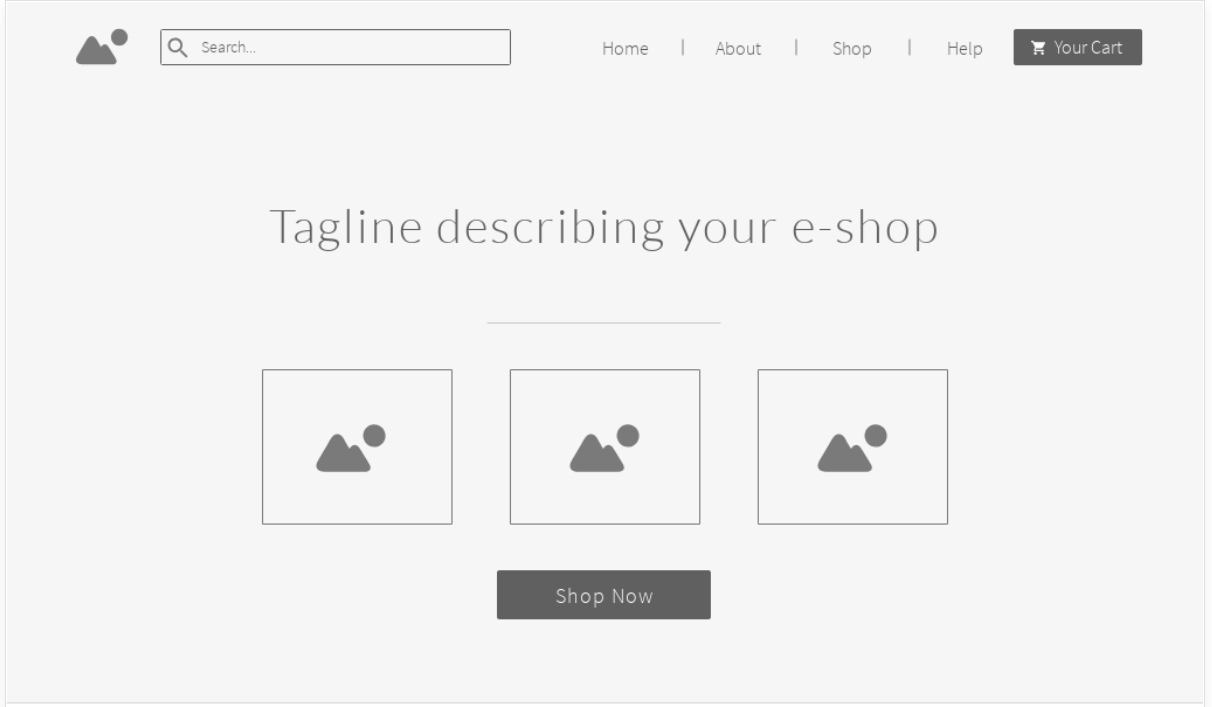 Search...
Home | About | Shop | Help
Your Cart
Tagline describing your e-shop
Shop Now